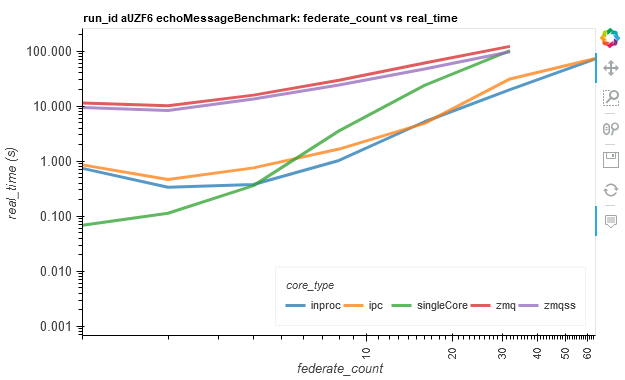 run_id aUZF6 echoMessageBenchmark: federate_count vs real_time
100.000
10.000
1.000
0.100
0.010
0.001
real_time (s)
core_type
inproc ipc singleCore zmq zmqss
10 20 30 40 50 60
federate_count